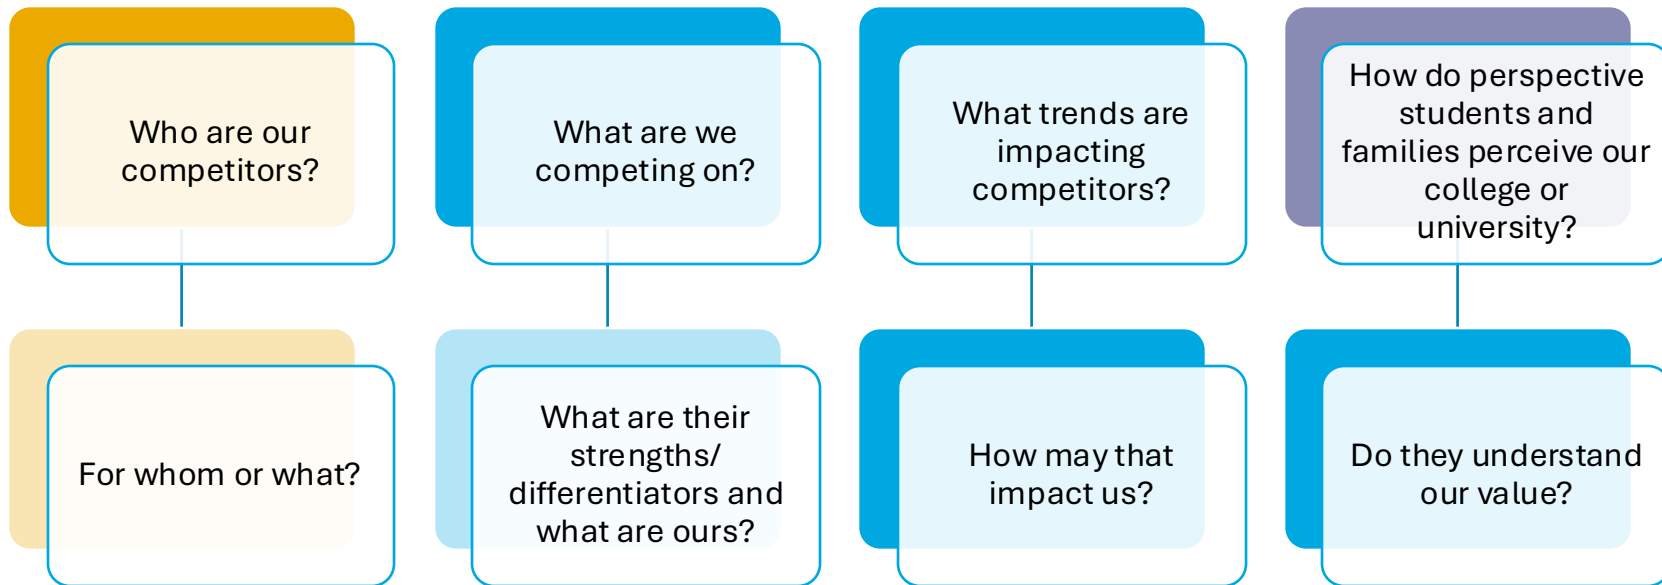 Who are our
competitors?
What are we
competing on?
What trends are
impacting
competitors?
How do perspective
students and
families perceive our
college or
university?
For whom or what?
What are their
strengths/
differentiators and
what are ours?
How may that
impact us?
Do they understand
our value?